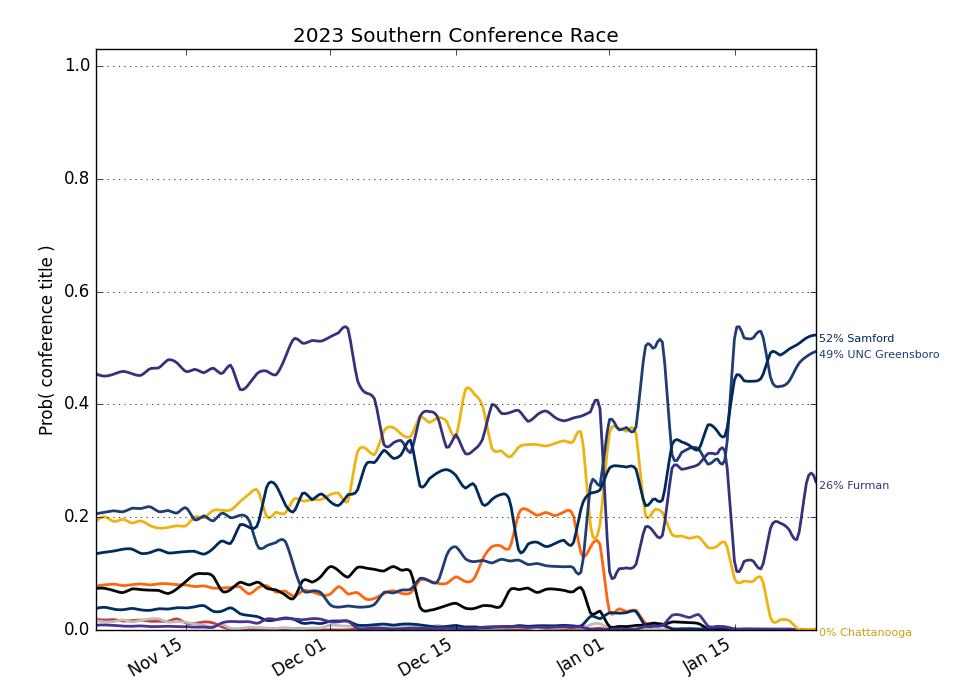 2023 Southern Conference Race
Prob( conference title )
1.0
0.8
0.6
0.4
0.2
0.0
52% Samford
49% UNC Greensboro
26% Furman
0% Chattanooga
Nov 15
Dec 01
Dec 15
Jan 01
Jan 15